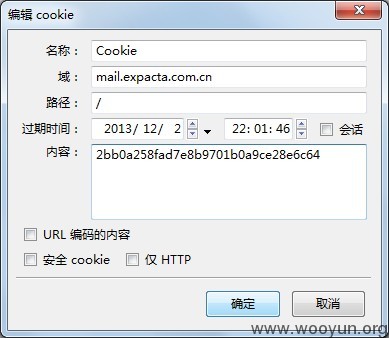 编辑 cookie
名称： Cookie
域： mail.expacta.com.cn
路径： /
过期时间： 2013/ 12/ 2 22: 01: 46 会话
内容： 2bb0a258fad7e8b9701b0a9ce28e6c64
URL 编码的内容
安全 cookie 仅 HTTP
确定 取消
www.wooyun.org